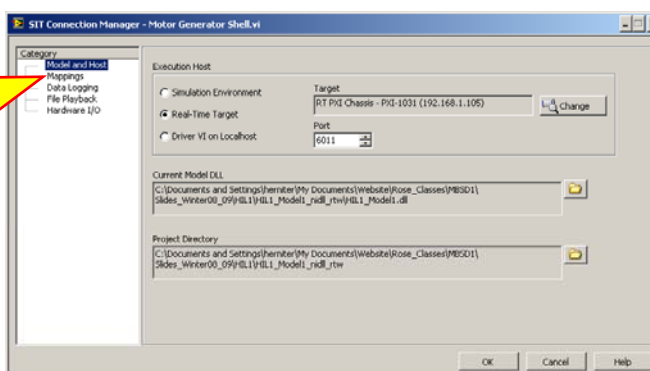 SIT Connection Manager - Motor Generator Shell.vi
Category
Model and Host
Mappings
Data Logging
File Playback
Hardware I/O
Execution Host
Simulation Environment
Real-Time Target
Driver VI on Localhost
Target
RT PXI Chassis - PXI-1031 (192.168.1.105)
Change
Port
6011
Current Model DLL
C:\Documents and Settings\herniter\My Documents\Website\Rose_Classes\MBSD1\
Slides_Winter08_09\HIL1\HIL1_Model1_nidll_rtw\HIL1_Model1.dll
Project Directory
C:\Documents and Settings\herniter\My Documents\Website\Rose_Classes\MBSD1\
Slides_Winter08_09\HIL1\HIL1_Model1_nidll_rtw
OK
Cancel
Help